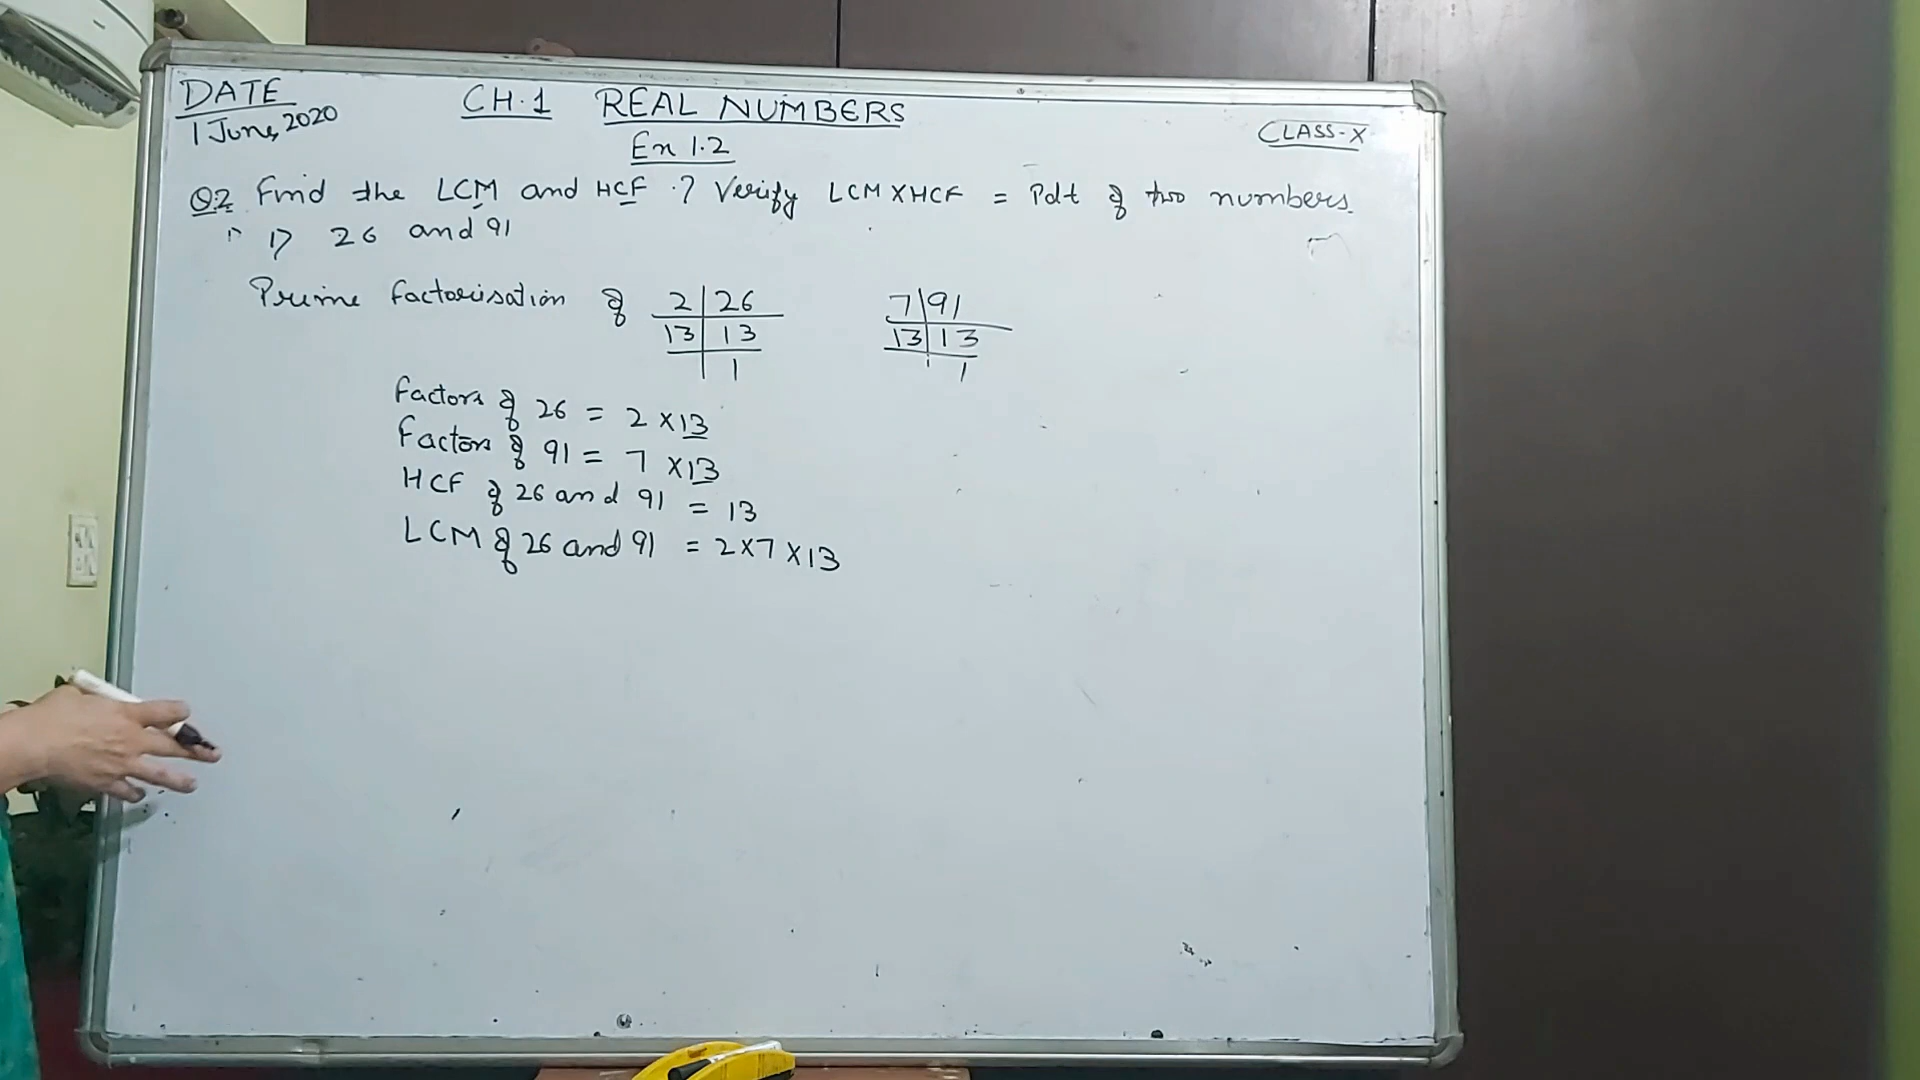 DATE
1 June, 2020
CH.1 REAL NUMBERS
Ex 1.2
CLASS-X
Q2 Find the LCM and HCF .? Verify LCM X HCF = Pdt of two numbers.
i) 26 and 91
Prime factorisation of
2 | 26
13 | 13
1
7 | 91
13 | 13
1
Factors of 26 = 2 × 13
Factors of 91 = 7 × 13
HCF of 26 and 91 = 13
LCM of 26 and 91 = 2 × 7 × 13